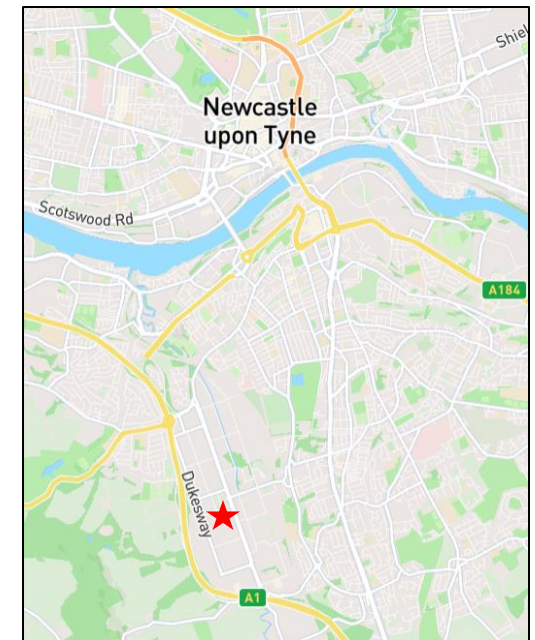 Shiel
Newcastle
upon Tyne
Scotswood Rd
A184
Dukesway
A1